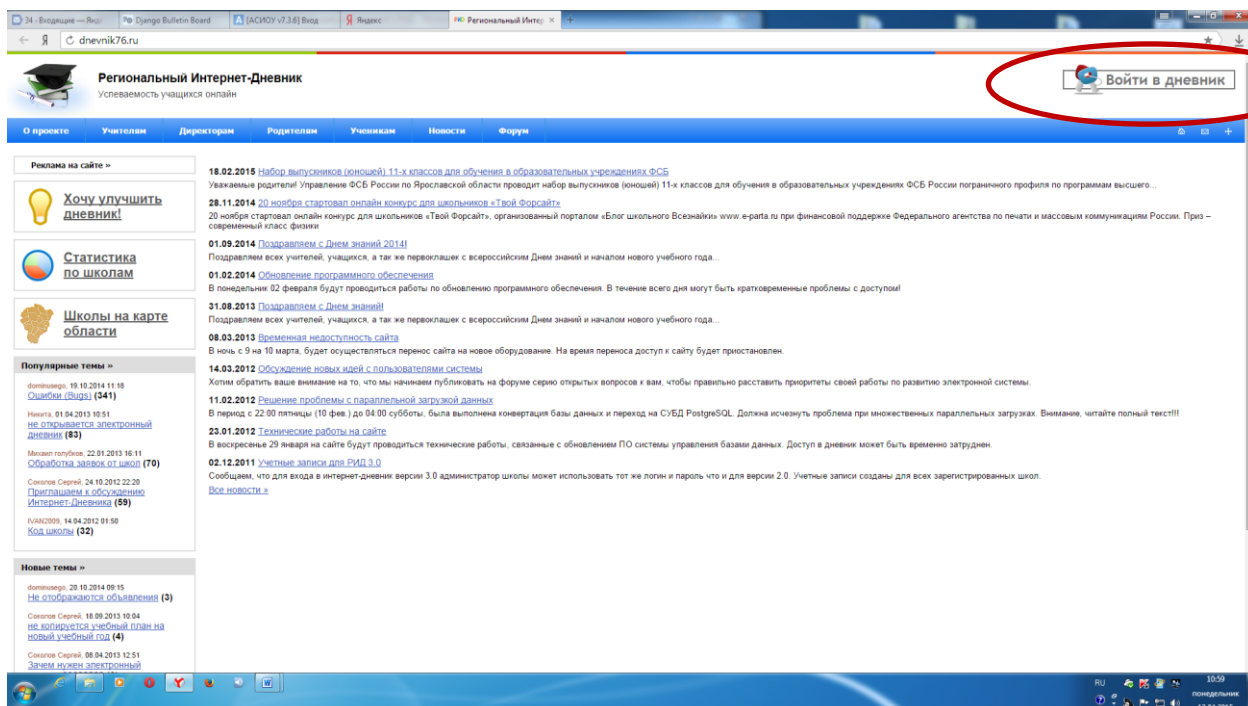 34 · Входящие — Янд
Django Bulletin Board
[АСИОУ v7.3.6] Вход
Яндекс
Региональный Интер
dnevnik76.ru
Региональный Интернет-Дневник
Успеваемость учащихся онлайн
Войти в дневник
О проекте Учителям Директорам Родителям Ученикам Новости Форум
Реклама на сайте »
Хочу улучшить
дневник!
Статистика
по школам
Школы на карте
области
Популярные темы »
dominusego, 19.10.2014 11:18
Ошибки (Bugs) (341)
Никита, 01.04.2013 10:51
не открывается электронный
дневник (83)
Михаил голубков, 22.01.2013 16:11
Обработка заявок от школ (70)
Соколов Сергей, 24.10.2012 22:20
Приглашаем к обсуждению
Интернет-Дневника (59)
IVAN2009, 14.04.2012 01:50
Код школы (32)
Новые темы »
dominusego, 20.10.2014 09:15
Не отображаются объявления (3)
Соколов Сергей, 18.09.2013 10:04
не копируется учебный план на
новый учебный год (4)
Соколов Сергей, 08.04.2013 12:51
Зачем нужен электронный
18.02.2015 Набор выпускников (юношей) 11-х классов для обучения в образовательных учреждениях ФСБ
Уважаемые родители! Управление ФСБ России по Ярославской области проводит набор выпускников (юношей) 11-х классов для обучения в образовательных учреждениях ФСБ России пограничного профиля по программам высшего...
28.11.2014 20 ноября стартовал онлайн конкурс для школьников «Твой Форсайт»
20 ноября стартовал онлайн конкурс для школьников «Твой Форсайт», организованный порталом «Блог школьного Всезнайки» www.e-parta.ru при финансовой поддержке Федерального агентства по печати и массовым коммуникациям России. Приз –
современный класс физики
01.09.2014 Поздравляем с Днем знаний 2014!
Поздравляем всех учителей, учащихся, а так же первоклашек с всероссийским Днем знаний и началом нового учебного года...
01.02.2014 Обновление программного обеспечения
В понедельник 02 февраля будут проводиться работы по обновлению программного обеспечения. В течение всего дня могут быть кратковременные проблемы с доступом!
31.08.2013 Поздравляем с Днем знаний!
Поздравляем всех учителей, учащихся, а так же первоклашек с всероссийским Днем знаний и началом нового учебного года...
08.03.2013 Временная недоступность сайта
В ночь с 9 на 10 марта, будет осуществляться перенос сайта на новое оборудование. На время переноса доступ к сайту будет приостановлен.
14.03.2012 Обсуждение новых идей с пользователями системы
Хотим обратить ваше внимание на то, что мы начинаем публиковать на форуме серию открытых вопросов к вам, чтобы правильно расставить приоритеты своей работы по развитию электронной системы.
11.02.2012 Решение проблемы с параллельной загрузкой данных
В период с 22:00 пятницы (10 фев.) до 04:00 субботы, была выполнена конвертация базы данных и переход на СУБД PostgreSQL. Должна исчезнуть проблема при множественных параллельных загрузках. Внимание, читайте полный текст!!!
23.01.2012 Технические работы на сайте
В воскресенье 29 января на сайте будут проводиться технические работы, связанные с обновлением ПО системы управления базами данных. Доступ в дневник может быть временно затруднен.
02.12.2011 Учетные записи для РИД 3.0
Сообщаем, что для входа в интернет-дневник версии 3.0 администратор школы может использовать тот же логин и пароль что и для версии 2.0. Учетные записи созданы для всех зарегистрированных школ.
Все новости »
RU
10:59
понедельник